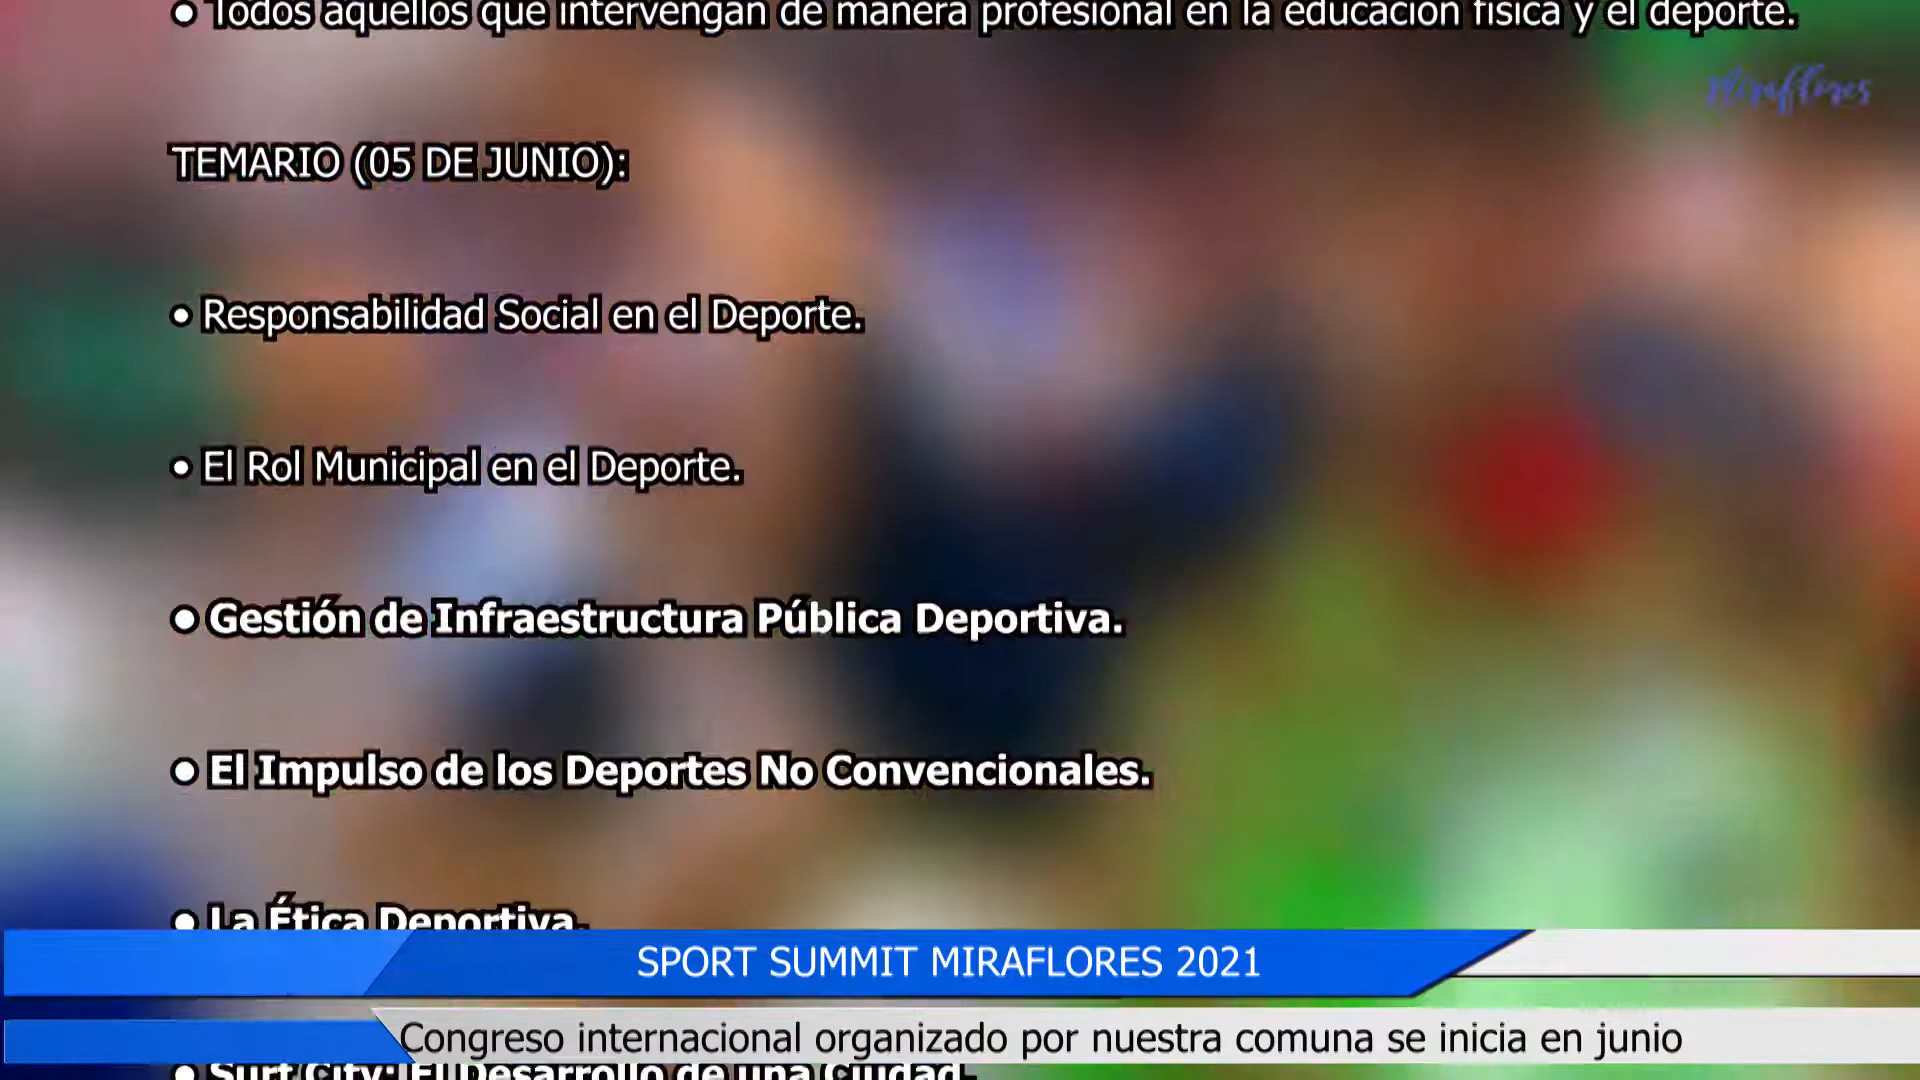 • Todos aquellos que intervengan de manera profesional en la educación física y el deporte.
Miraflores
TEMARIO (05 DE JUNIO):
• Responsabilidad Social en el Deporte.
• El Rol Municipal en el Deporte.
• Gestión de Infraestructura Pública Deportiva.
• El Impulso de los Deportes No Convencionales.
• La Ética Deportiva.
SPORT SUMMIT MIRAFLORES 2021
Congreso internacional organizado por nuestra comuna se inicia en junio
• Surf City: El Desarrollo de una Ciudad.